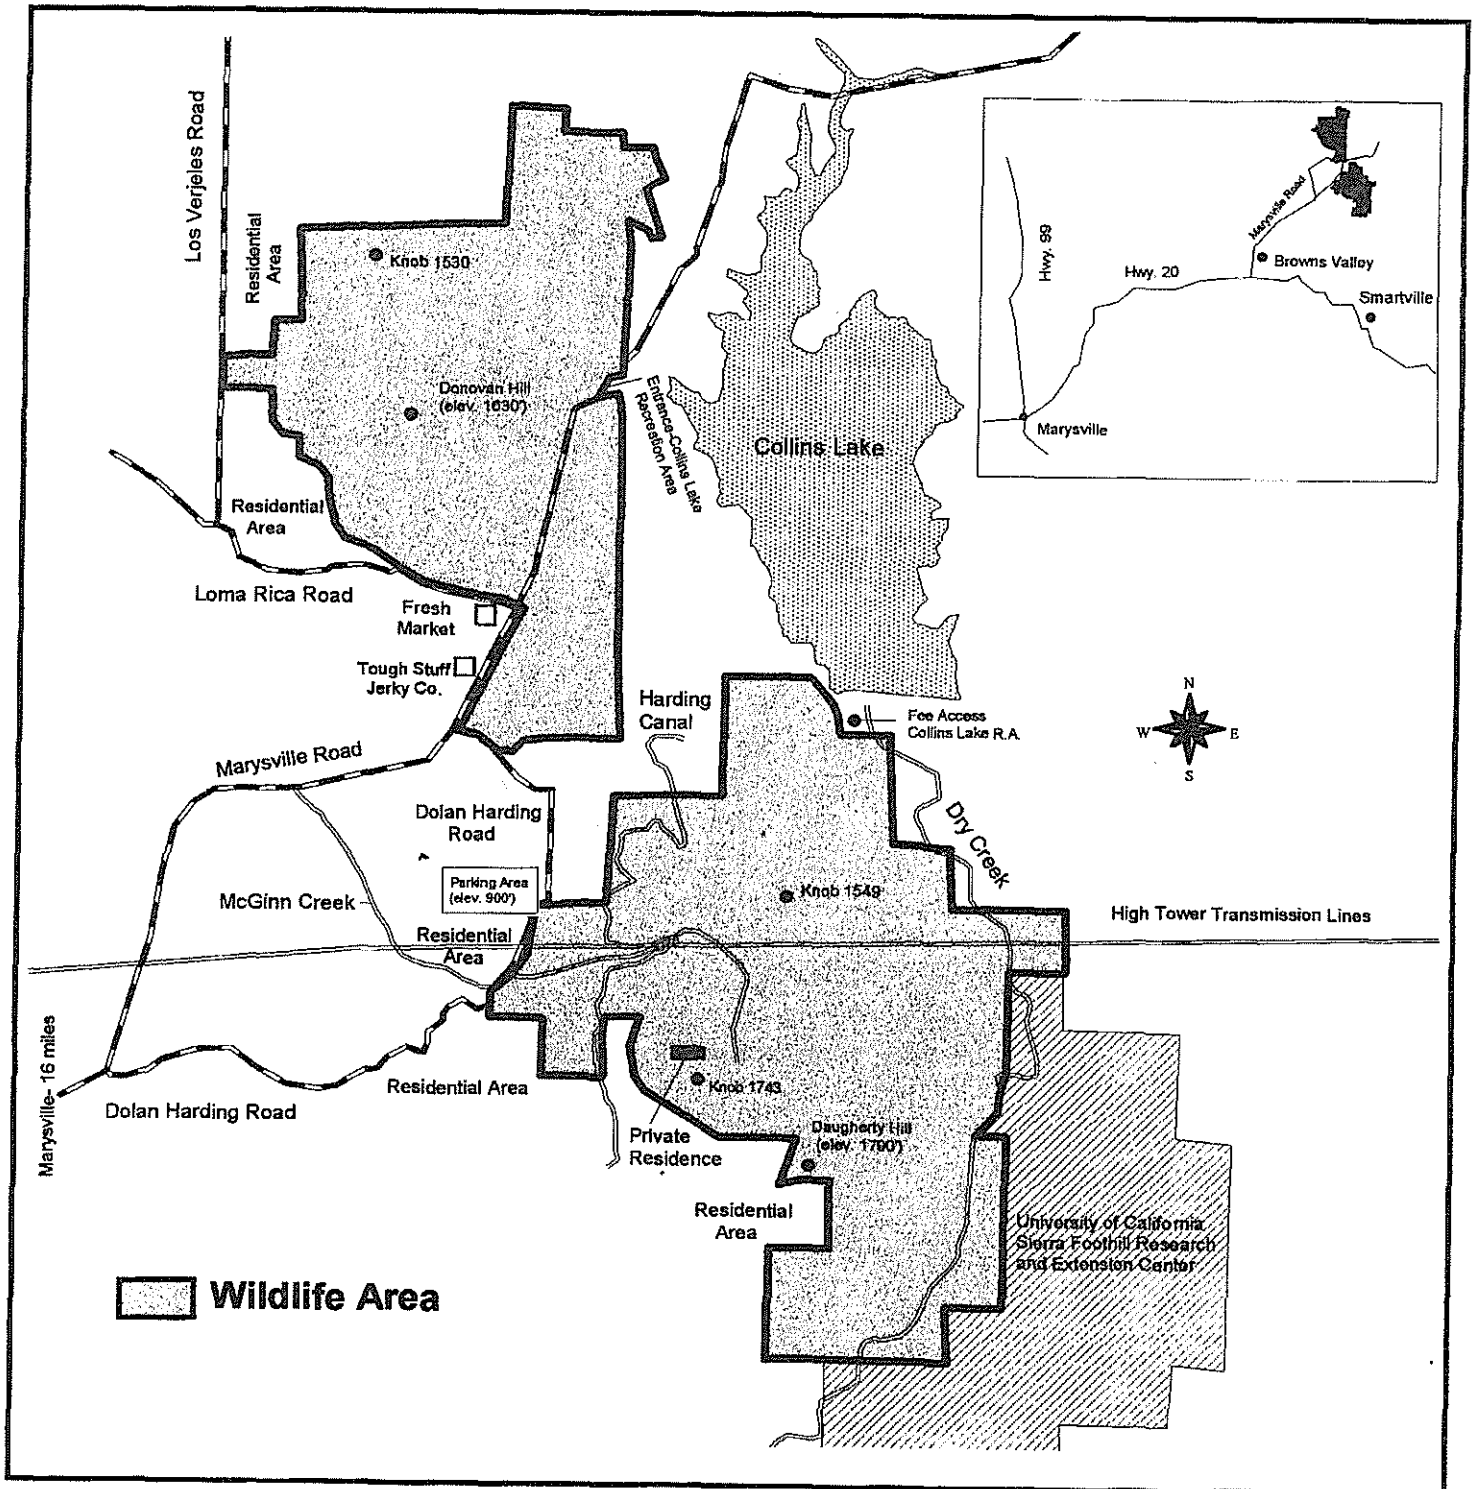 Los Verjeles Road
Residential
Area
Knob 1530
Donovan Hill
(elev. 1630')
Entrance-Collins Lake
Recreation Area
Collins Lake
Hwy. 99
Hwy. 20
Marysville Road
Browns Valley
Smartville
Marysville
Residential
Area
Loma Rica Road
Fresh
Market
Tough Stuff
Jerky Co.
Harding
Canal
Fee Access
Collins Lake R.A.
N
W
E
S
Marysville Road
Dolan Harding
Road
Dry Creek
Parking Area
(elev. 900')
McGinn Creek
Knob 1549
High Tower Transmission Lines
Residential
Area
Marysville- 16 miles
Residential Area
Dolan Harding Road
Knob 1743
Private
Residence
Daugherty Hill
(elev. 1790')
Residential
Area
University of California
Sierra Foothill Research
and Extension Center
Wildlife Area